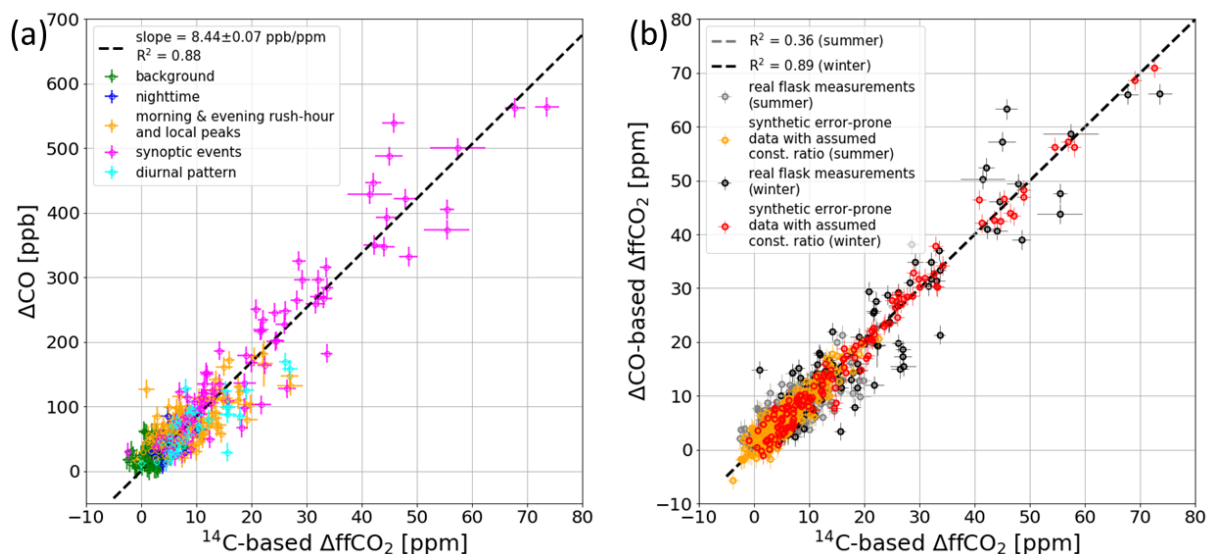 (a)
700
600
500
400
300
200
100
0
ΔCO [ppb]
slope = 8.44±0.07 ppb/ppm
R² = 0.88
background
nighttime
morning & evening rush-hour
and local peaks
synoptic events
diurnal pattern
−10 0 10 20 30 40 50 60 70 80
¹⁴C-based ΔffCO₂ [ppm]
(b)
80
70
60
50
40
30
20
10
0
−10
ΔCO-based ΔffCO₂ [ppm]
R² = 0.36 (summer)
R² = 0.89 (winter)
real flask measurements
(summer)
synthetic error-prone
data with assumed
const. ratio (summer)
real flask measurements
(winter)
synthetic error-prone
data with assumed
const. ratio (winter)
−10 0 10 20 30 40 50 60 70 80
¹⁴C-based ΔffCO₂ [ppm]